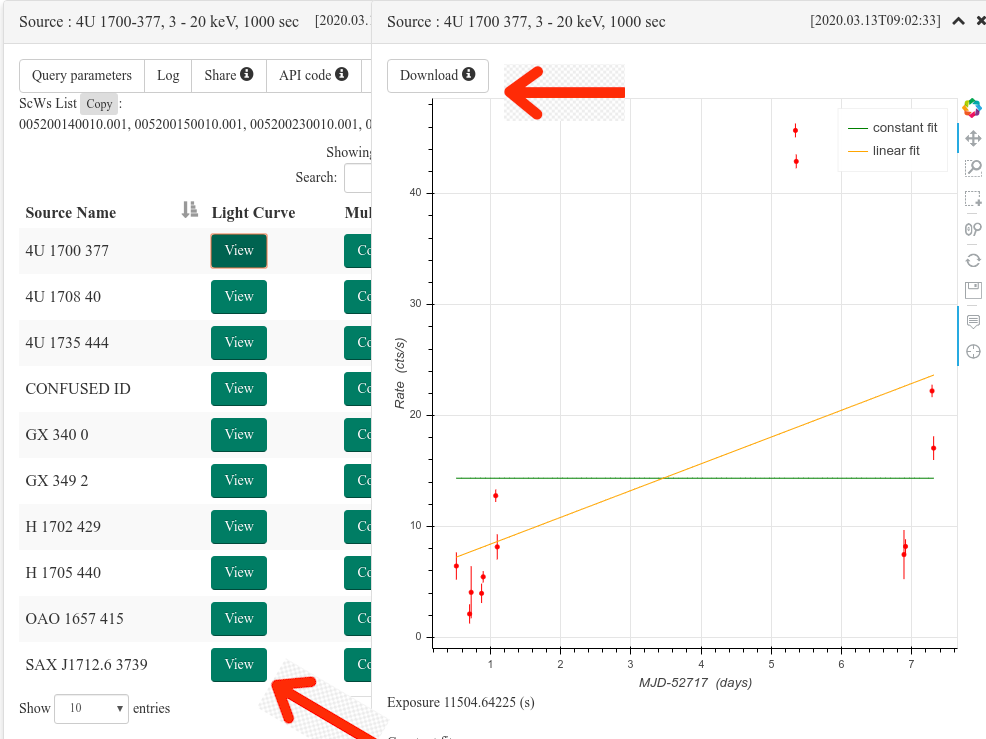 Source : 4U 1700-377, 3 - 20 keV, 1000 sec [2020.03.
Query parameters Log Share API code
ScWs List Copy :
005200140010.001, 005200150010.001, 005200230010.001, 0
Showing
Search:
Source Name Light Curve Mul
4U 1700 377 View Co
4U 1708 40 View Co
4U 1735 444 View Co
CONFUSED ID View Co
GX 340 0 View Co
GX 349 2 View Co
H 1702 429 View Co
H 1705 440 View Co
OAO 1657 415 View Co
SAX J1712.6 3739 View Co
Show 10 entries
Source : 4U 1700 377, 3 - 20 keV, 1000 sec [2020.03.13T09:02:33]
Download
constant fit
linear fit
Rate (cts/s)
40
30
20
10
0
1 2 3 4 5 6 7
MJD-52717 (days)
Exposure 11504.64225 (s)